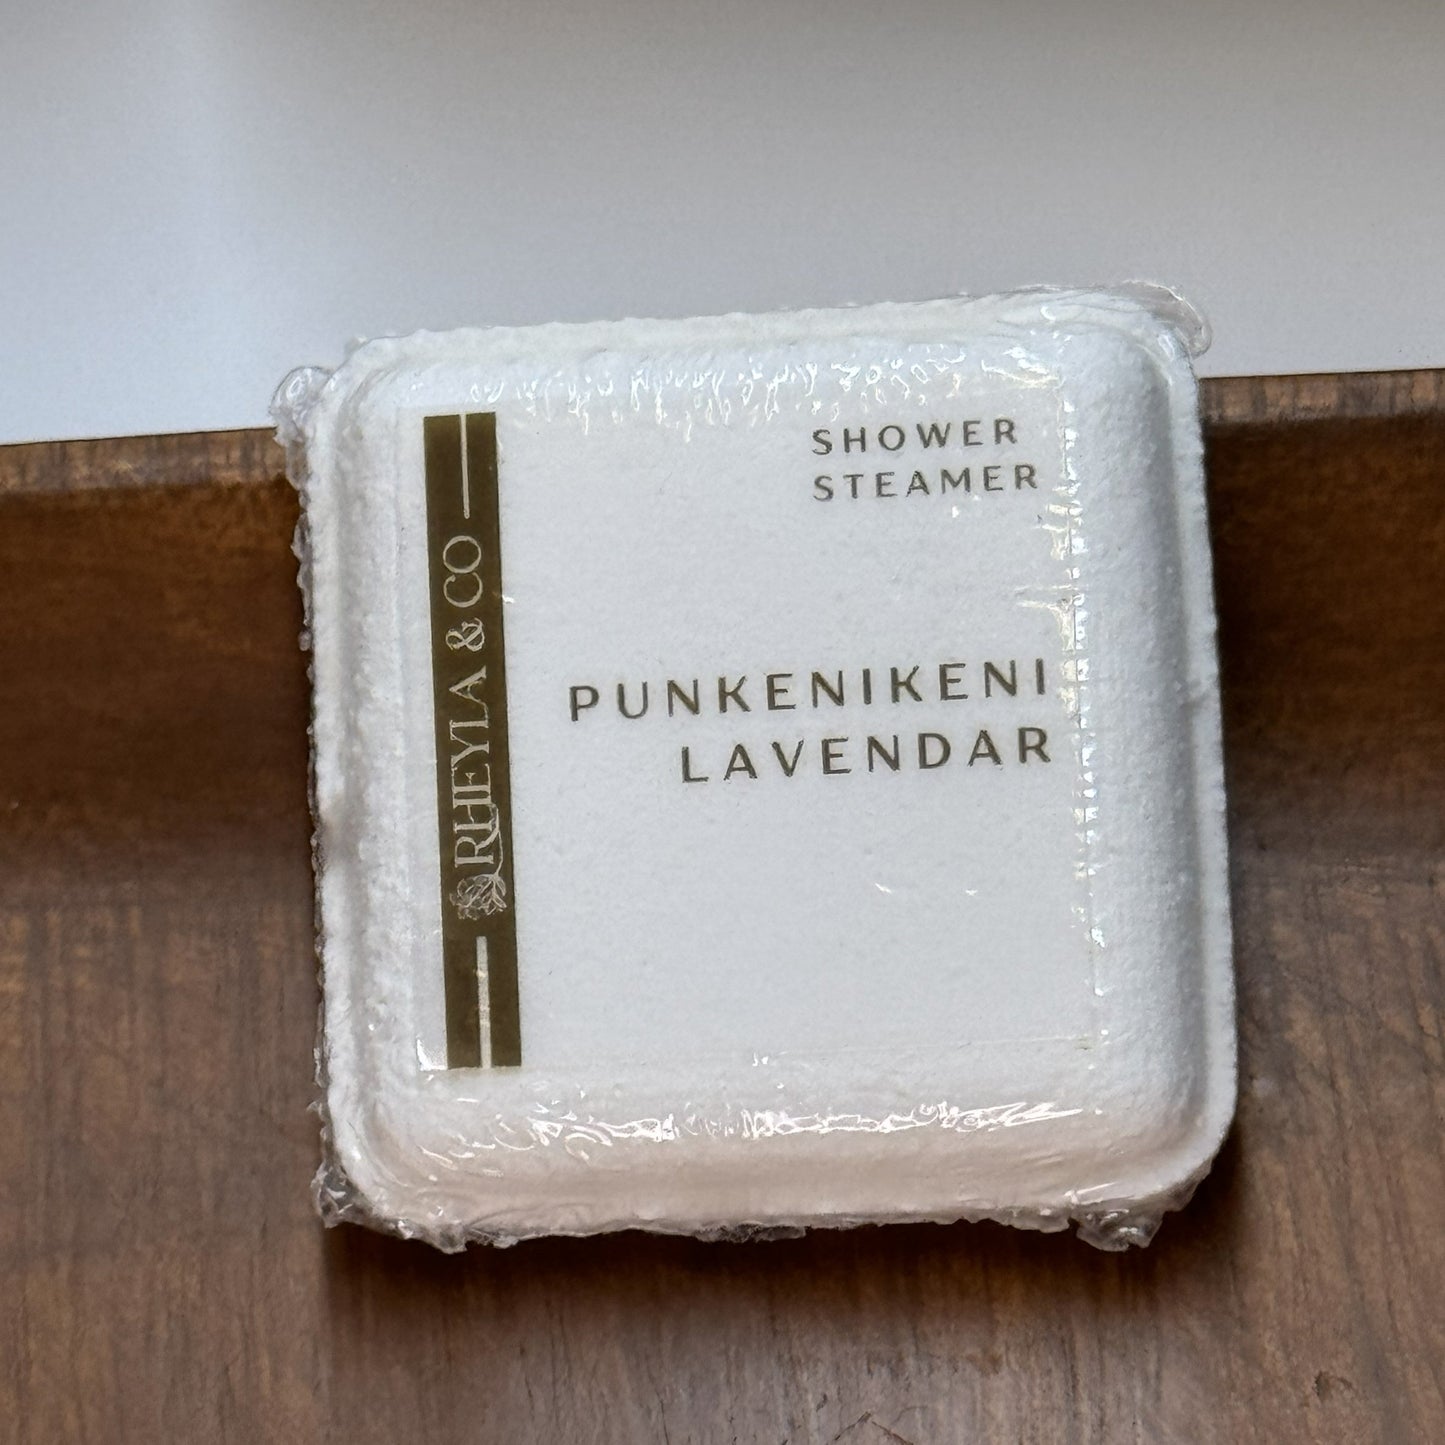 SHOWER
STEAMER
RHEYLA & CO
PUNKENIKENI
LAVENDAR